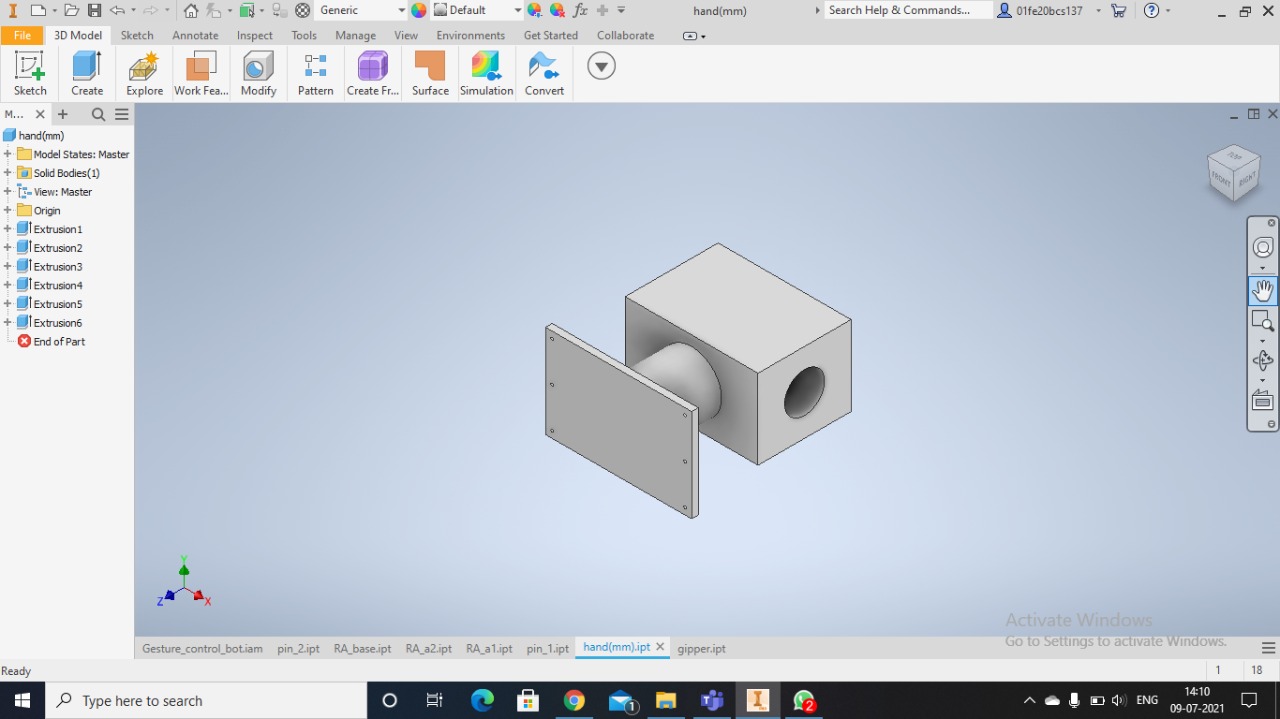 Generic
Default
fx
hand(mm)
Search Help & Commands...
01fe20bcs137
File
3D Model
Sketch
Annotate
Inspect
Tools
Manage
View
Environments
Get Started
Collaborate
Sketch
Create
Explore
Work Fea...
Modify
Pattern
Create Fr...
Surface
Simulation
Convert
M...
hand(mm)
Model States: Master
Solid Bodies(1)
View: Master
Origin
Extrusion1
Extrusion2
Extrusion3
Extrusion4
Extrusion5
Extrusion6
End of Part
TOP
FRONT
RIGHT
Y
Z
X
Activate Windows
Go to Settings to activate Windows.
Gesture_control_bot.iam
pin_2.ipt
RA_base.ipt
RA_a2.ipt
RA_a1.ipt
pin_1.ipt
hand(mm).ipt
gipper.ipt
Ready
1
18
Type here to search
1
2
ENG
14:10
09-07-2021